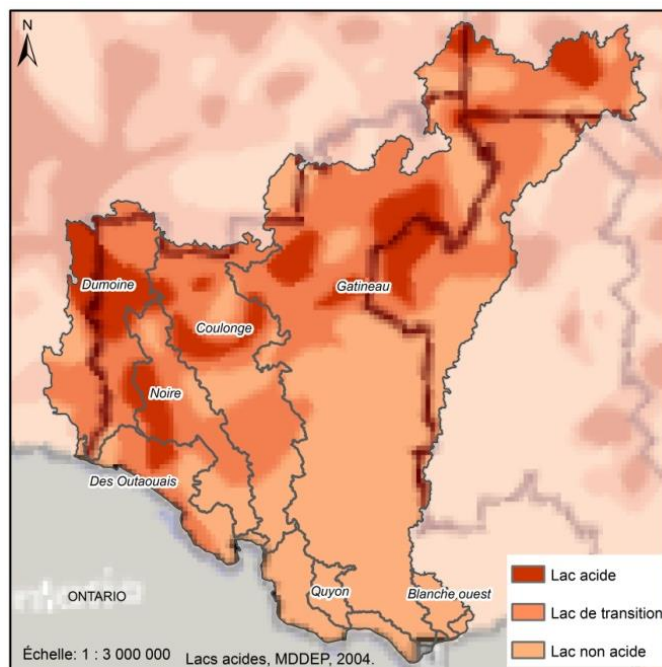 N
Dumoine
Gatineau
Coulonge
Noire
Des Outaouais
Quyon
Blanche ouest
ONTARIO
Lac acide
Lac de transition
Lac non acide
Échelle: 1 : 3 000 000
Lacs acides, MDDEP, 2004.